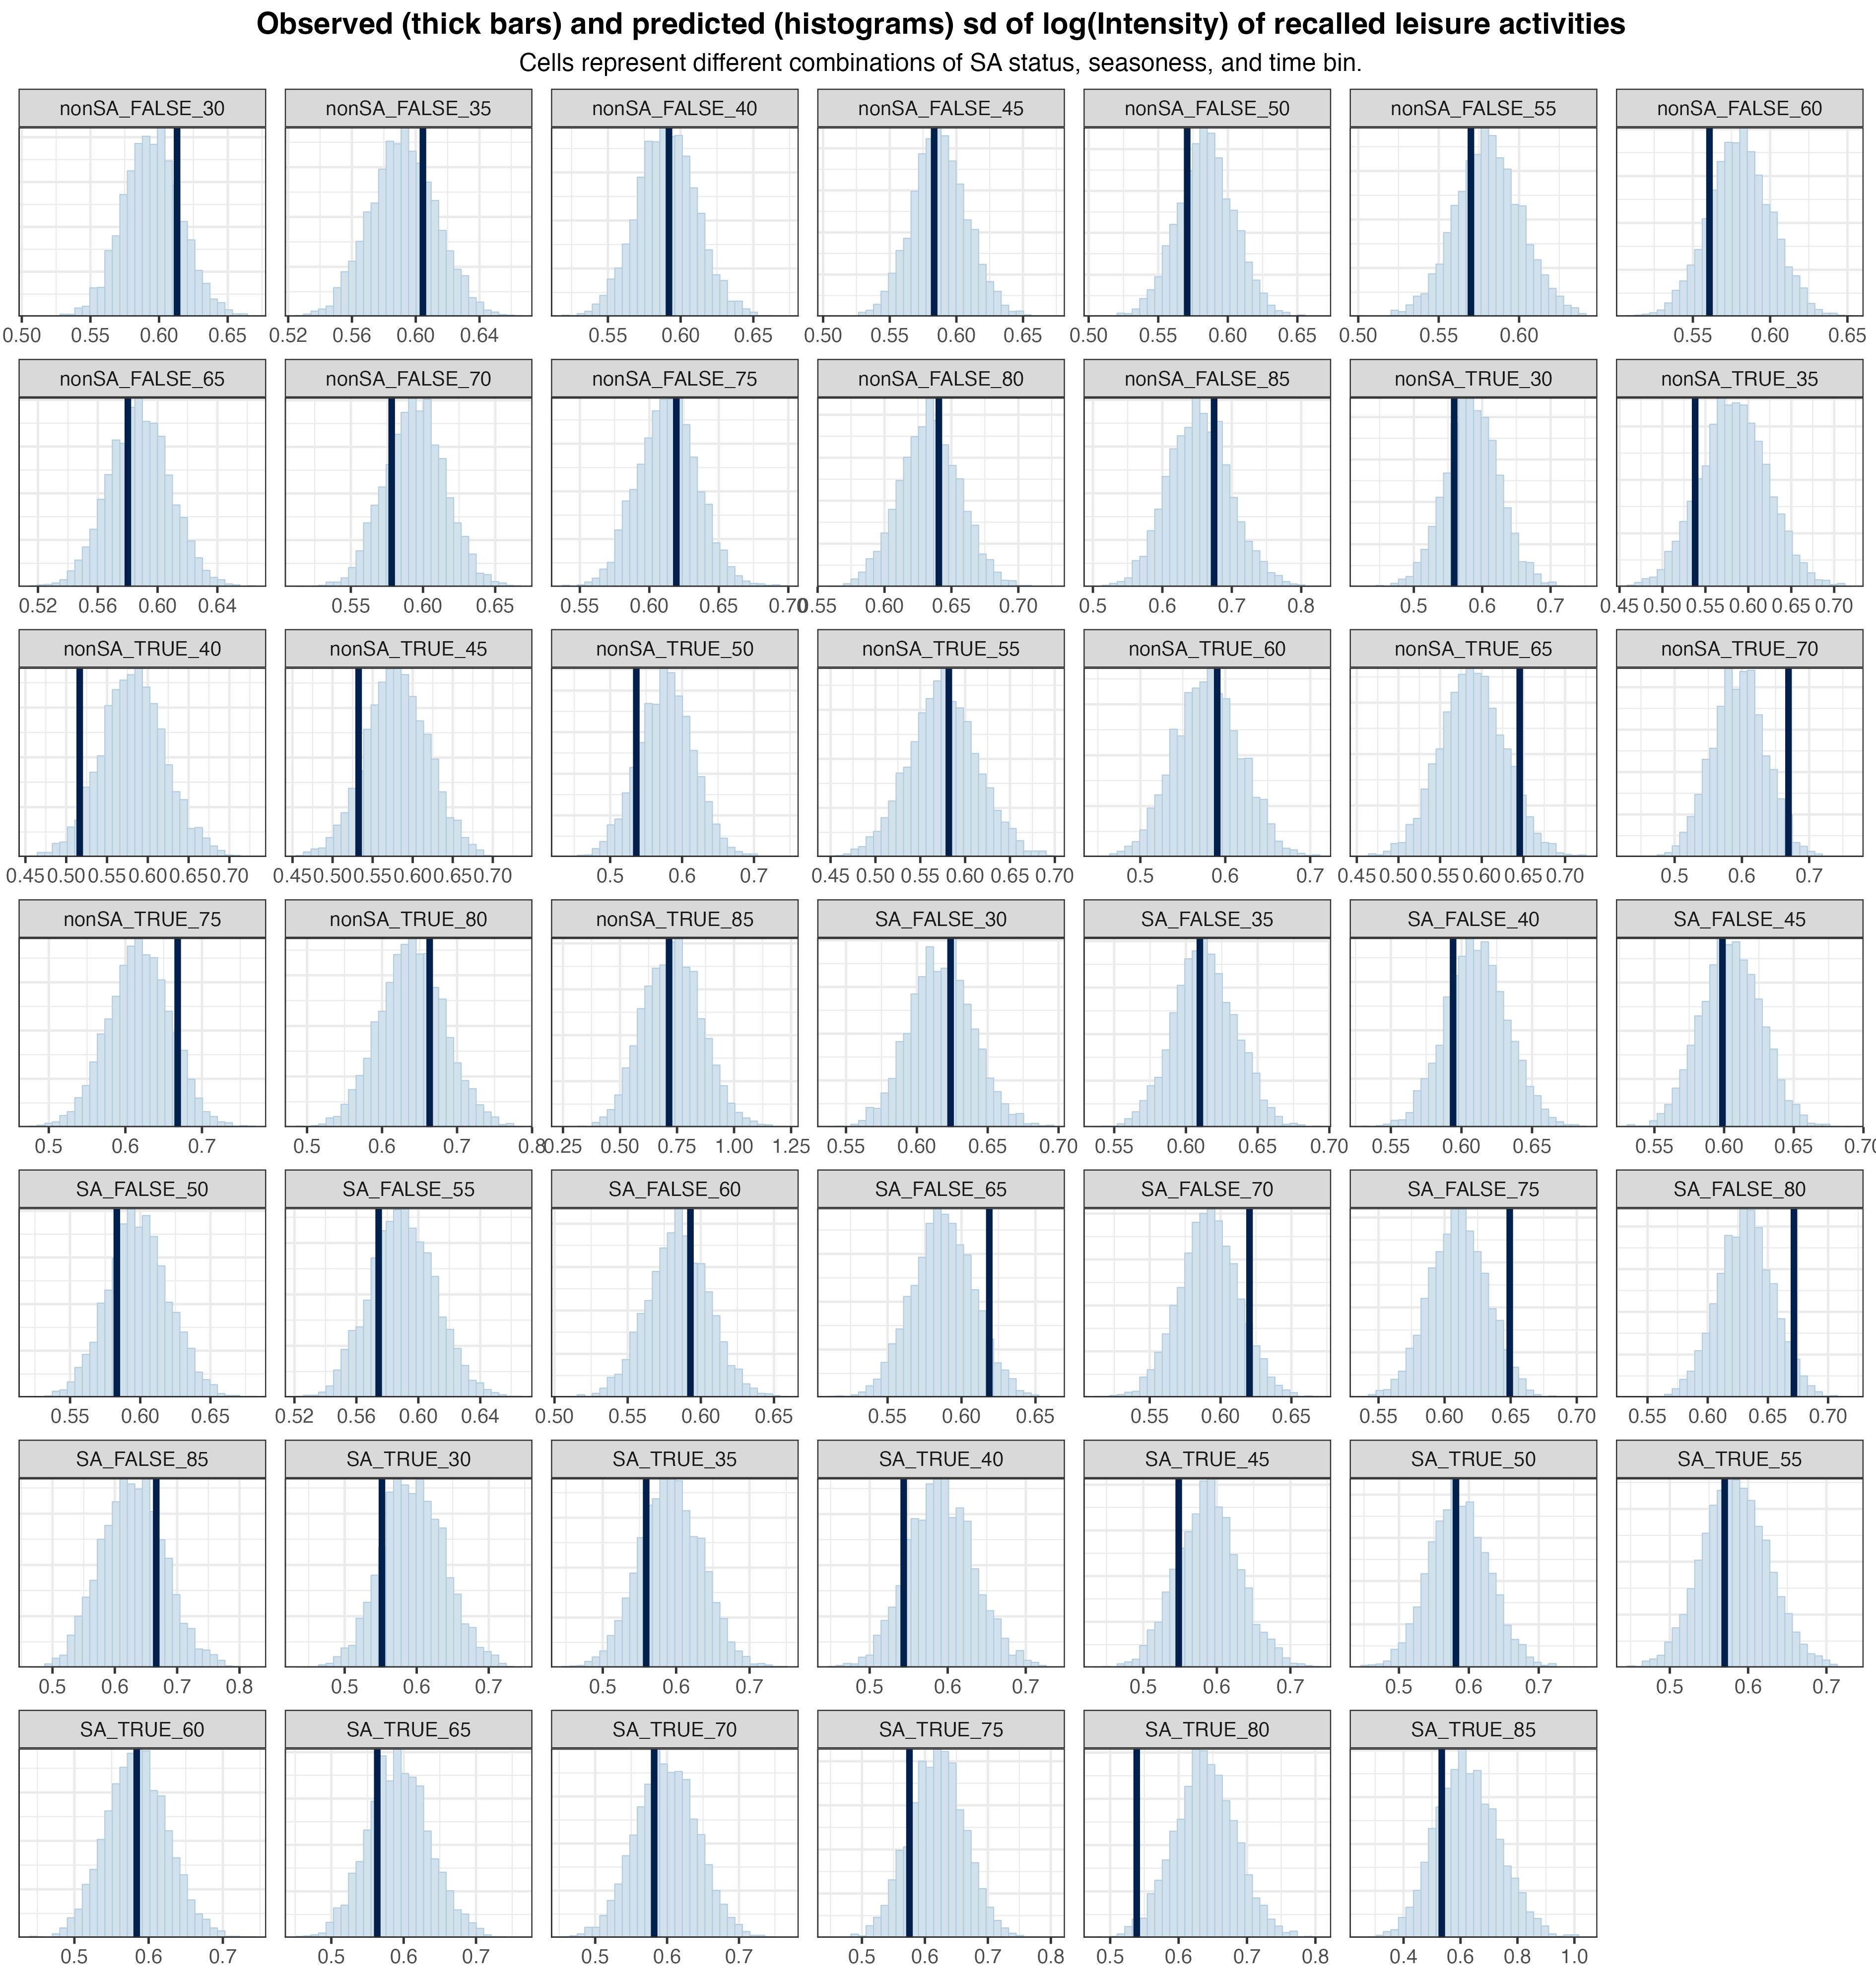 Observed (thick bars) and predicted (histograms) sd of log(Intensity) of recalled leisure activities
Cells represent different combinations of SA status, seasoness, and time bin.
nonSA_FALSE_30 nonSA_FALSE_35 nonSA_FALSE_40 nonSA_FALSE_45 nonSA_FALSE_50 nonSA_FALSE_55 nonSA_FALSE_60
0.50 0.55 0.60 0.65 0.52 0.56 0.60 0.64 0.55 0.60 0.65 0.50 0.55 0.60 0.65 0.50 0.55 0.60 0.65 0.50 0.55 0.60 0.55 0.60 0.65
nonSA_FALSE_65 nonSA_FALSE_70 nonSA_FALSE_75 nonSA_FALSE_80 nonSA_FALSE_85 nonSA_TRUE_30 nonSA_TRUE_35
0.52 0.56 0.60 0.64 0.55 0.60 0.65 0.55 0.60 0.65 0.70 0.55 0.60 0.65 0.70 0.5 0.6 0.7 0.8 0.5 0.6 0.7 0.45 0.50 0.55 0.60 0.65 0.70
nonSA_TRUE_40 nonSA_TRUE_45 nonSA_TRUE_50 nonSA_TRUE_55 nonSA_TRUE_60 nonSA_TRUE_65 nonSA_TRUE_70
0.45 0.50 0.55 0.60 0.65 0.70 0.45 0.50 0.55 0.60 0.65 0.70 0.5 0.6 0.7 0.45 0.50 0.55 0.60 0.65 0.70 0.5 0.6 0.7 0.45 0.50 0.55 0.60 0.65 0.70 0.5 0.6 0.7
nonSA_TRUE_75 nonSA_TRUE_80 nonSA_TRUE_85 SA_FALSE_30 SA_FALSE_35 SA_FALSE_40 SA_FALSE_45
0.5 0.6 0.7 0.5 0.6 0.7 0.8 0.25 0.50 0.75 1.00 1.25 0.55 0.60 0.65 0.70 0.55 0.60 0.65 0.70 0.55 0.60 0.65 0.55 0.60 0.65 0.70
SA_FALSE_50 SA_FALSE_55 SA_FALSE_60 SA_FALSE_65 SA_FALSE_70 SA_FALSE_75 SA_FALSE_80
0.55 0.60 0.65 0.52 0.56 0.60 0.64 0.50 0.55 0.60 0.65 0.55 0.60 0.65 0.55 0.60 0.65 0.55 0.60 0.65 0.70 0.55 0.60 0.65 0.70
SA_FALSE_85 SA_TRUE_30 SA_TRUE_35 SA_TRUE_40 SA_TRUE_45 SA_TRUE_50 SA_TRUE_55
0.5 0.6 0.7 0.8 0.5 0.6 0.7 0.5 0.6 0.7 0.5 0.6 0.7 0.5 0.6 0.7 0.5 0.6 0.7 0.5 0.6 0.7
SA_TRUE_60 SA_TRUE_65 SA_TRUE_70 SA_TRUE_75 SA_TRUE_80 SA_TRUE_85
0.5 0.6 0.7 0.5 0.6 0.7 0.5 0.6 0.7 0.5 0.6 0.7 0.8 0.5 0.6 0.7 0.8 0.4 0.6 0.8 1.0